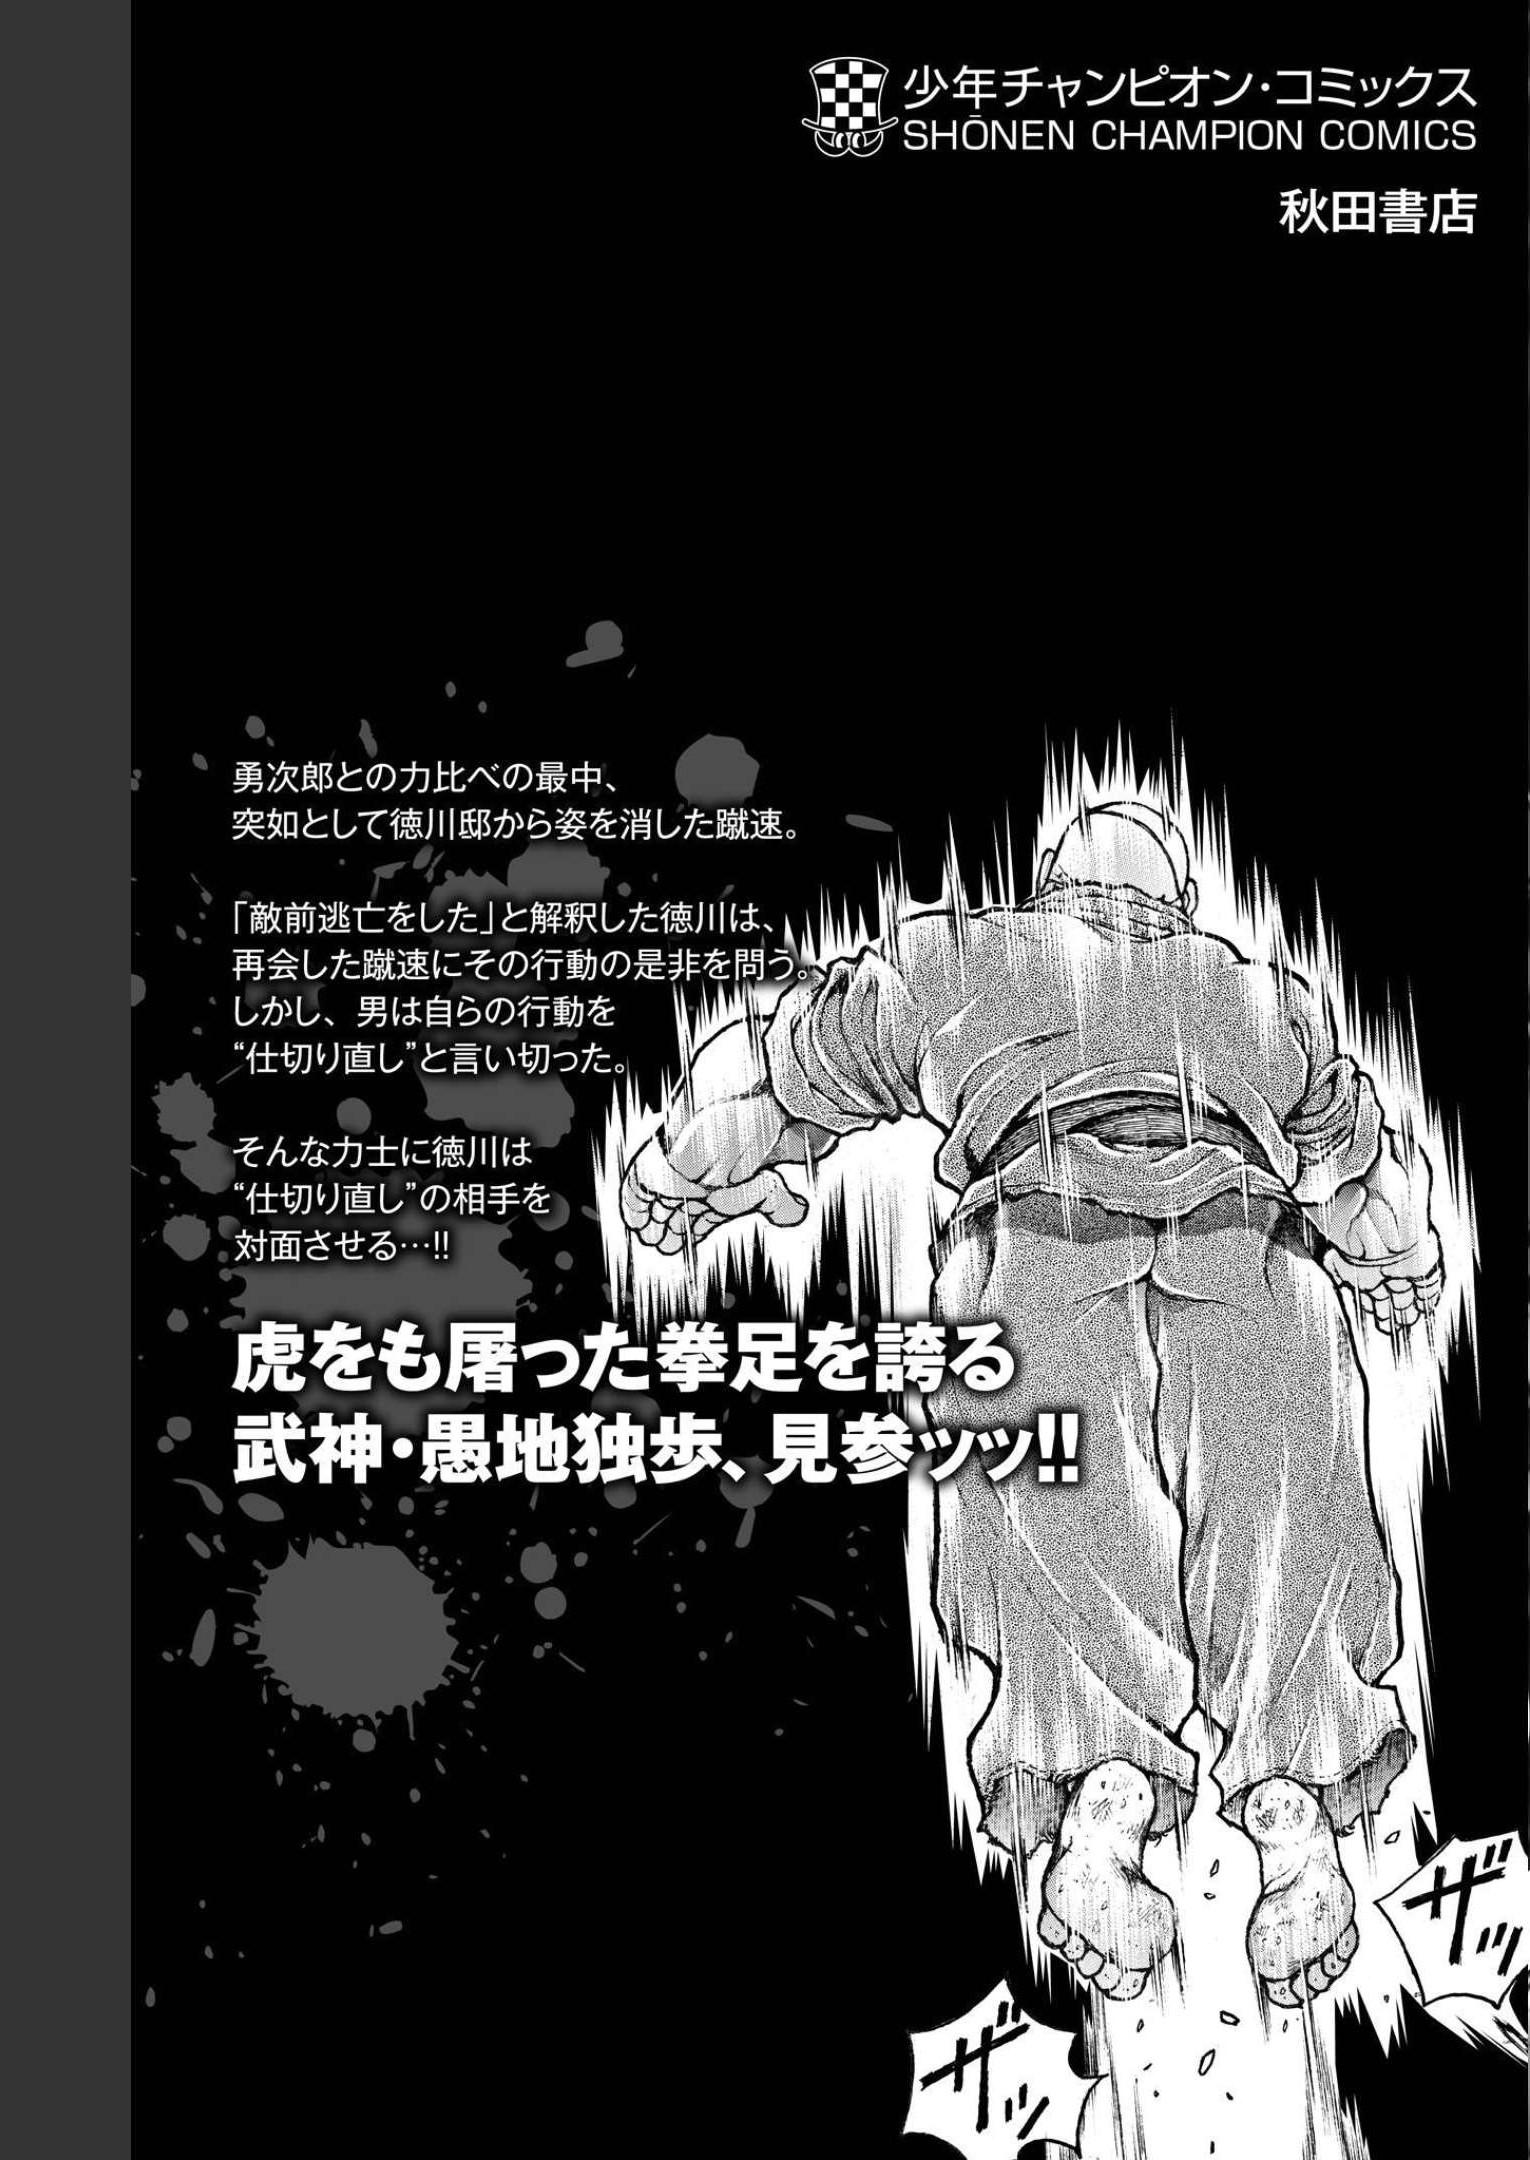 少年チャンピオン・コミックス
SHŌNEN CHAMPION COMICS
秋田書店
勇次郎との力比べの最中、
突如として徳川邸から姿を消した蹴速。
「敵前逃亡をした」と解釈した徳川は、
再会した蹴速にその行動の是非を問う。
しかし、男は自らの行動を
“仕切り直し”と言い切った。
そんな力士に徳川は
“仕切り直し”の相手を
対面させる…!!
虎をも屠った拳足を誇る
武神・愚地独歩、見参ッッ!!
ザッ
ザッ